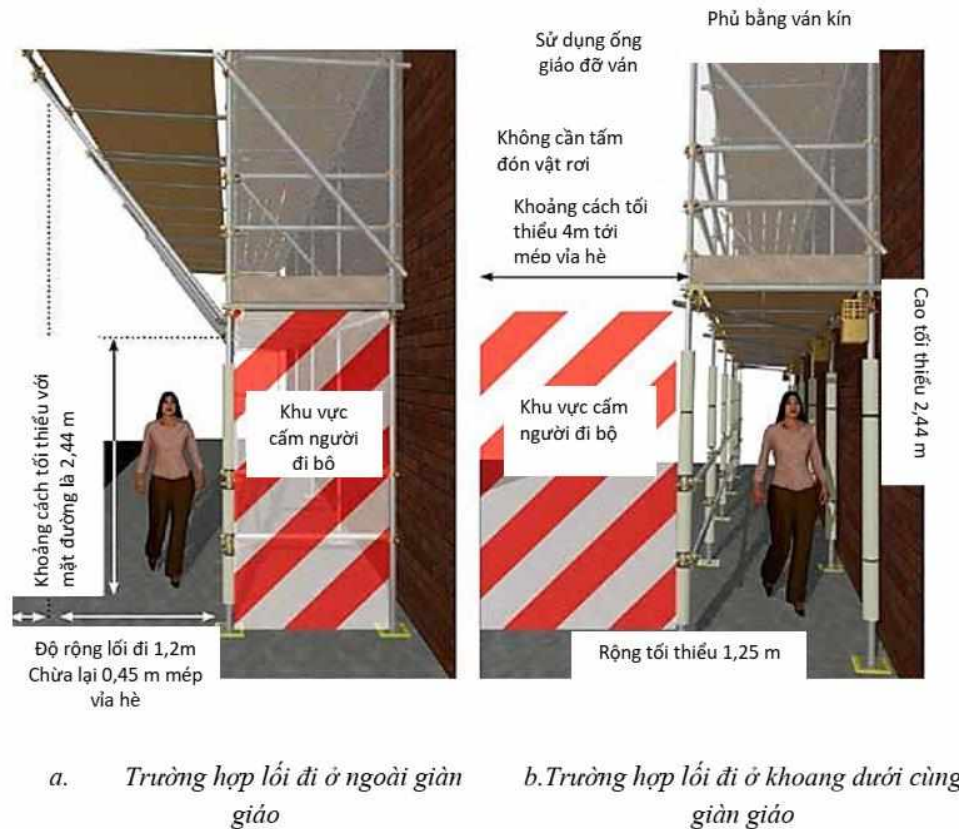 Phủ bằng ván kín
Sử dụng ống
giáo đỡ ván
Không cần tấm
đón vật rơi
Khoảng cách tối
thiểu 4m tới
mép vỉa hè
Cao tối thiểu 2,44 m
Khoảng cách tối thiểu với
mặt đường là 2,44 m
Khu vực
cấm người
đi bô
Khu vực cấm
người đi bộ
Độ rộng lối đi 1,2m
Chừa lại 0,45 m mép
vỉa hè
Rộng tối thiểu 1,25 m
a. Trường hợp lối đi ở ngoài giàn
giáo
b.Trường hợp lối đi ở khoang dưới cùng
giàn giáo